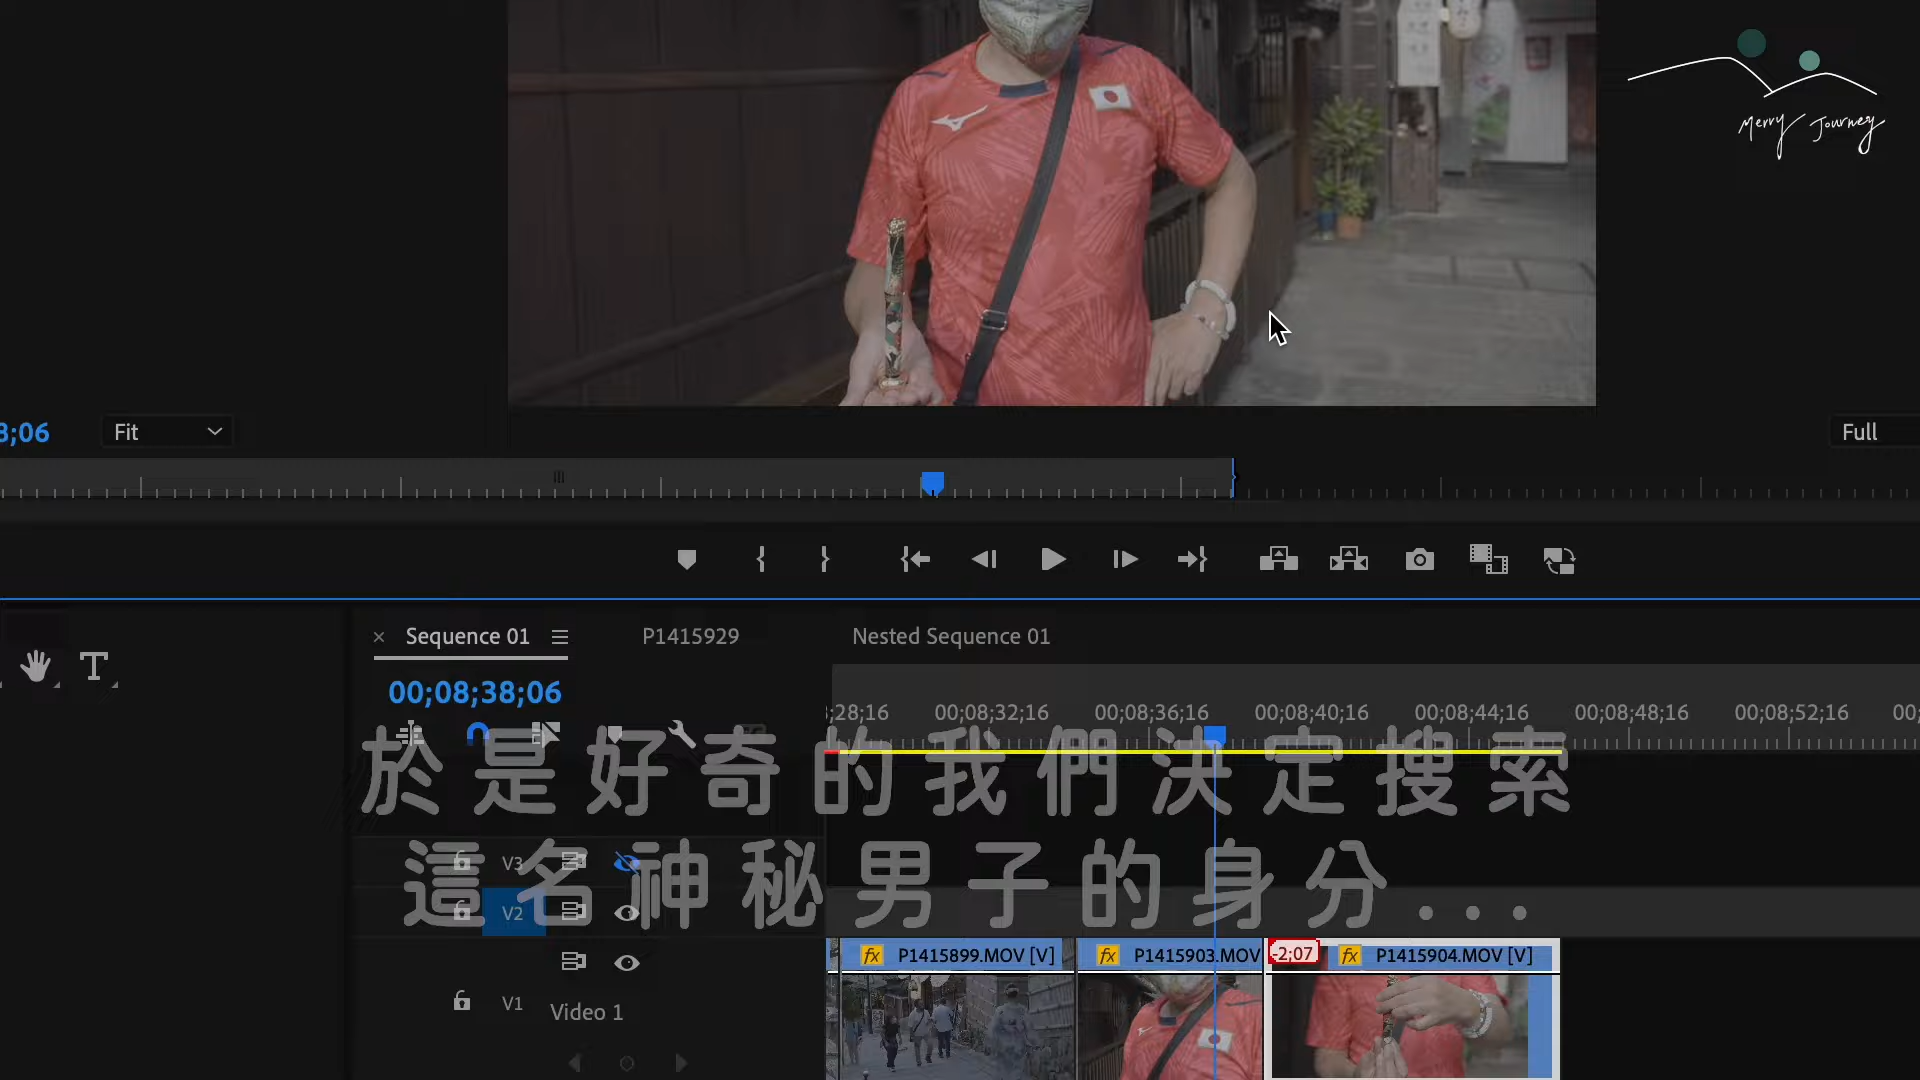 Merry Journey
3;06
Fit
Full
× Sequence 01
P1415929
Nested Sequence 01
00;08;38;06
;28;16
00;08;32;16
00;08;36;16
00;08;40;16
00;08;44;16
00;08;48;16
00;08;52;16
00;
於是好奇的我們決定搜索
這名神秘男子的身分...
V3
V2
fx P1415899.MOV [V]
fx P1415903.MOV
-2;07
fx P1415904.MOV [V]
V1
Video 1